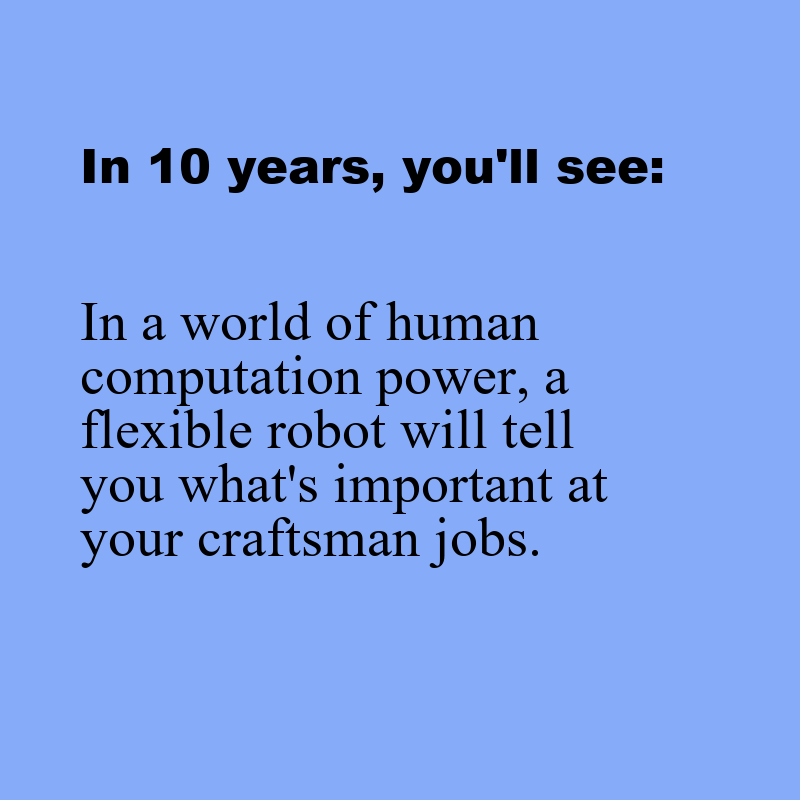 In 10 years, you'll see:
In a world of human
computation power, a
flexible robot will tell
you what's important at
your craftsman jobs.